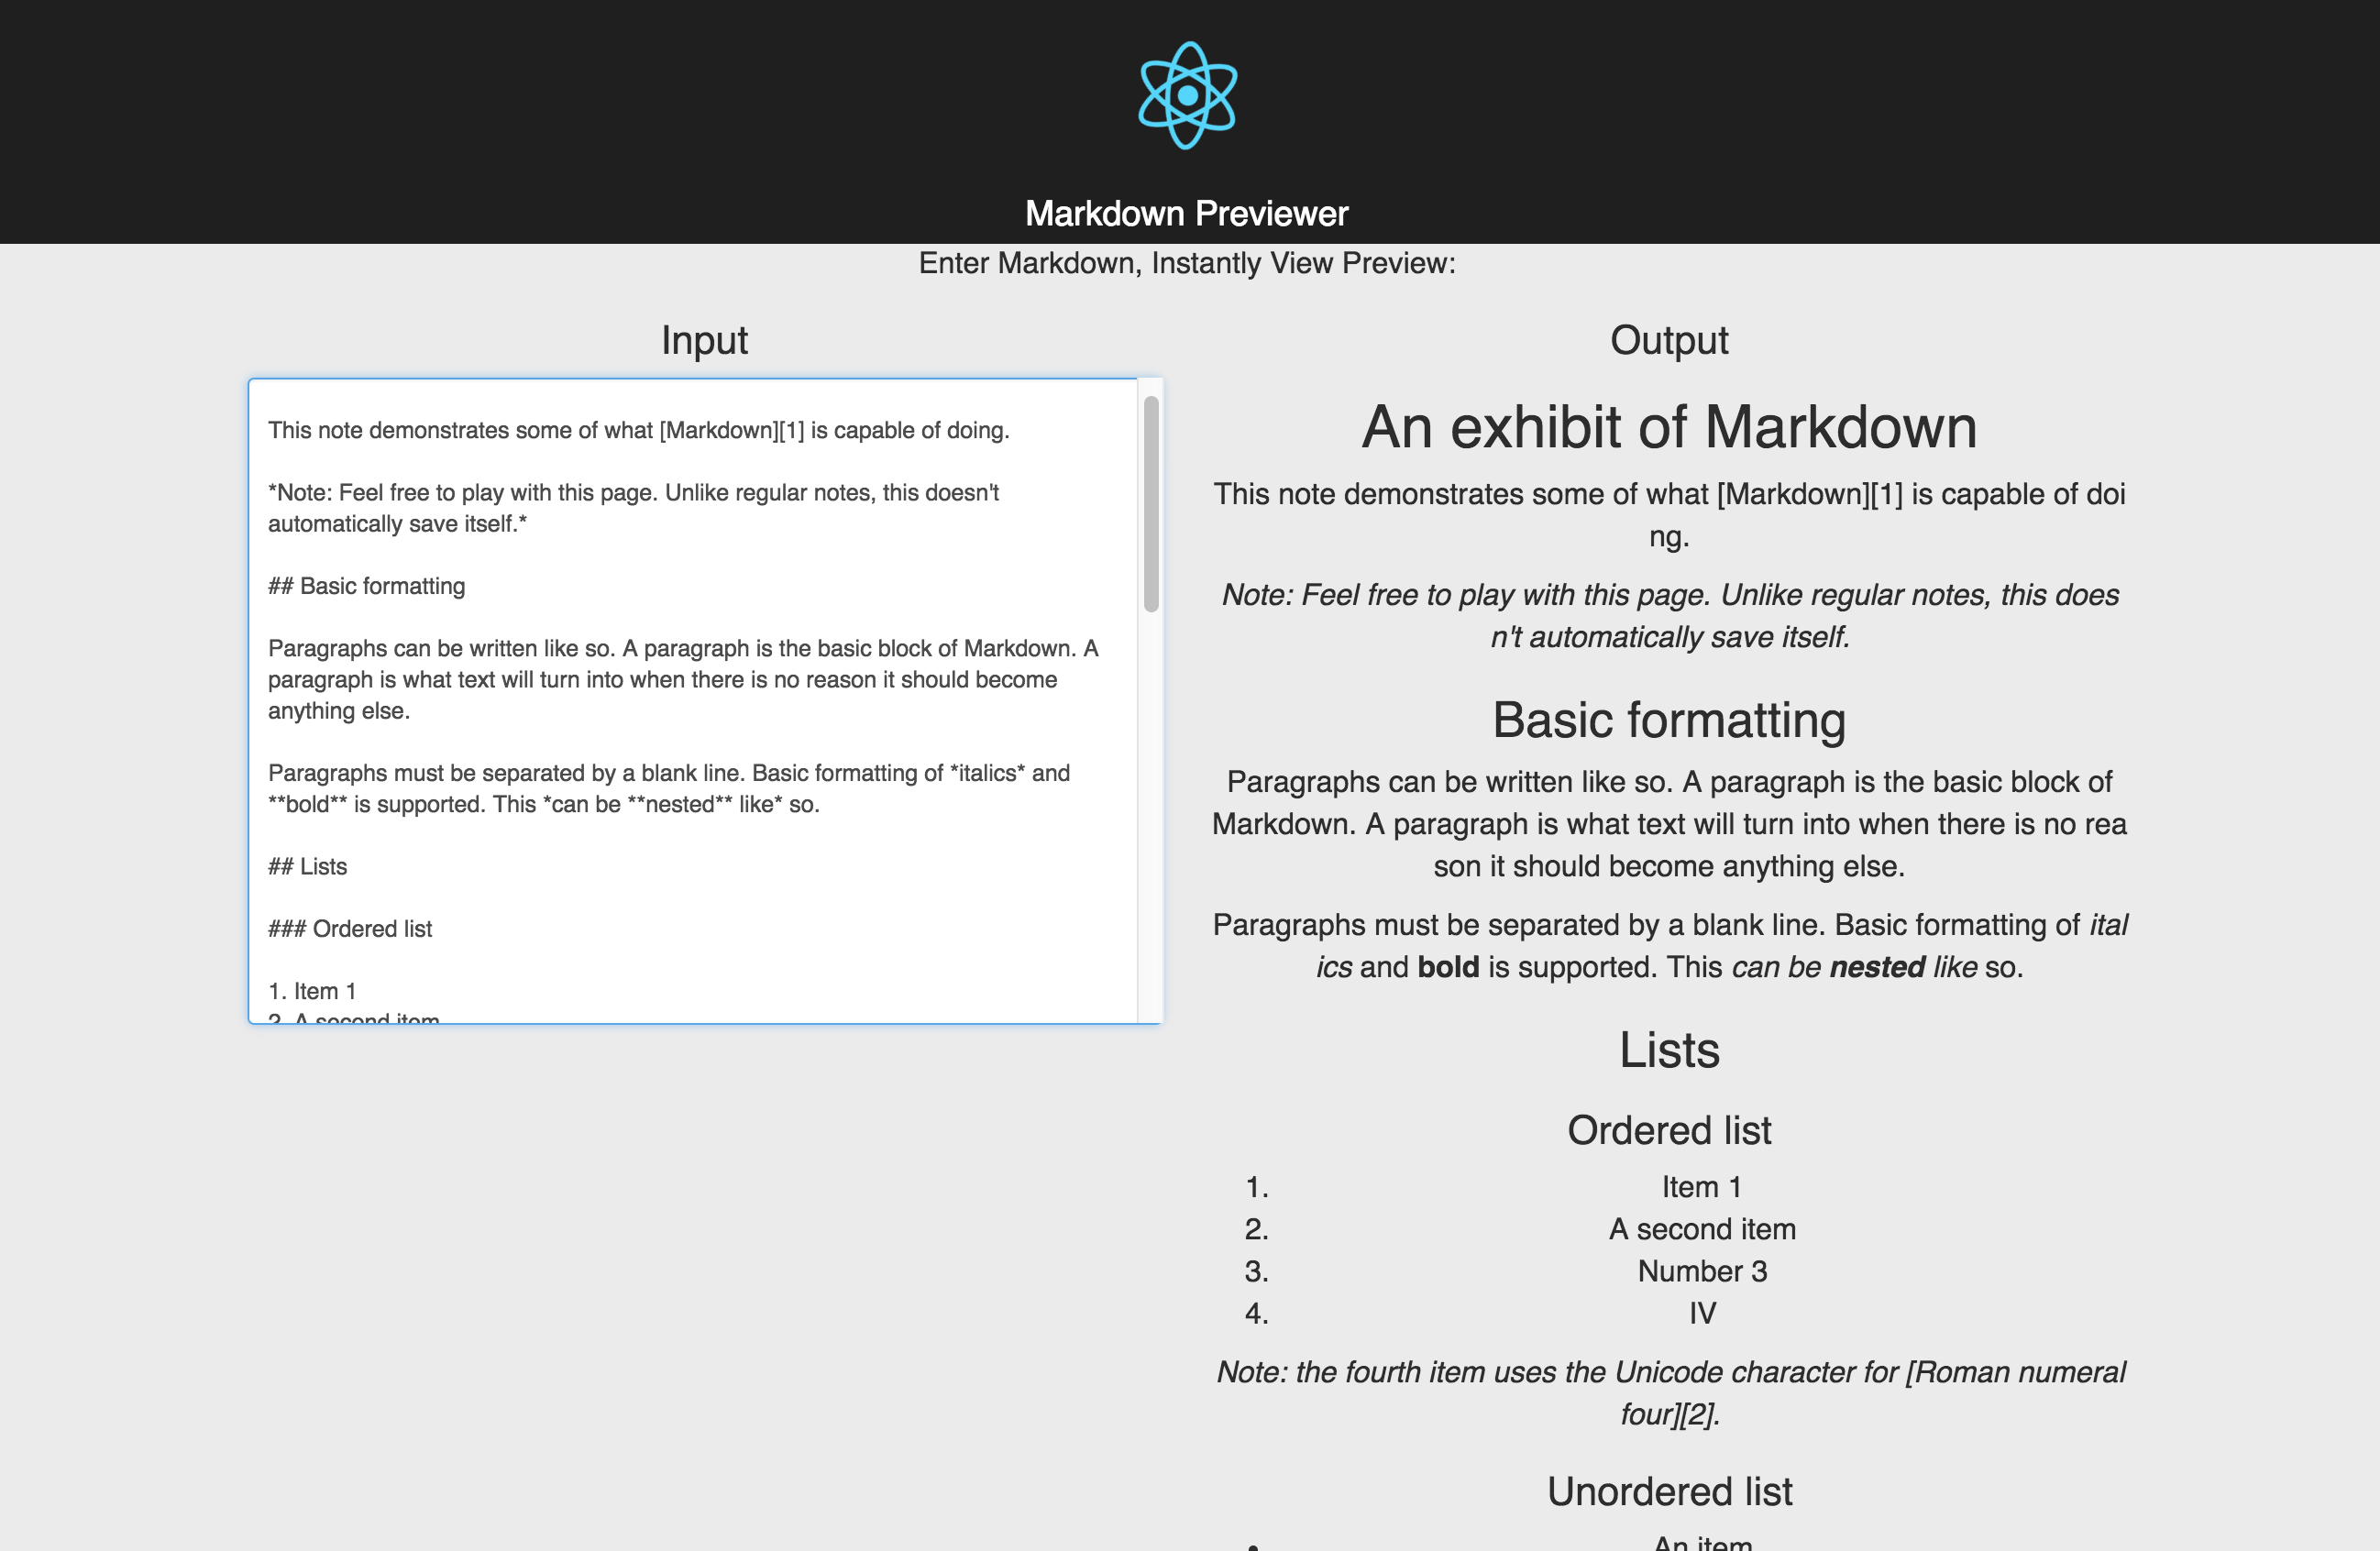 Markdown Previewer
Enter Markdown, Instantly View Preview:
Input
This note demonstrates some of what [Markdown][1] is capable of doing.
*Note: Feel free to play with this page. Unlike regular notes, this doesn't
automatically save itself.*
## Basic formatting
Paragraphs can be written like so. A paragraph is the basic block of Markdown. A
paragraph is what text will turn into when there is no reason it should become
anything else.
Paragraphs must be separated by a blank line. Basic formatting of *italics* and
**bold** is supported. This *can be **nested** like* so.
## Lists
### Ordered list
1. Item 1
2. A second item
Output
An exhibit of Markdown
This note demonstrates some of what [Markdown][1] is capable of doi
ng.
Note: Feel free to play with this page. Unlike regular notes, this does
n't automatically save itself.
Basic formatting
Paragraphs can be written like so. A paragraph is the basic block of
Markdown. A paragraph is what text will turn into when there is no rea
son it should become anything else.
Paragraphs must be separated by a blank line. Basic formatting of ital
ics and bold is supported. This can be nested like so.
Lists
Ordered list
1. Item 1
2. A second item
3. Number 3
4. IV
Note: the fourth item uses the Unicode character for [Roman numeral
four][2].
Unordered list
• An item